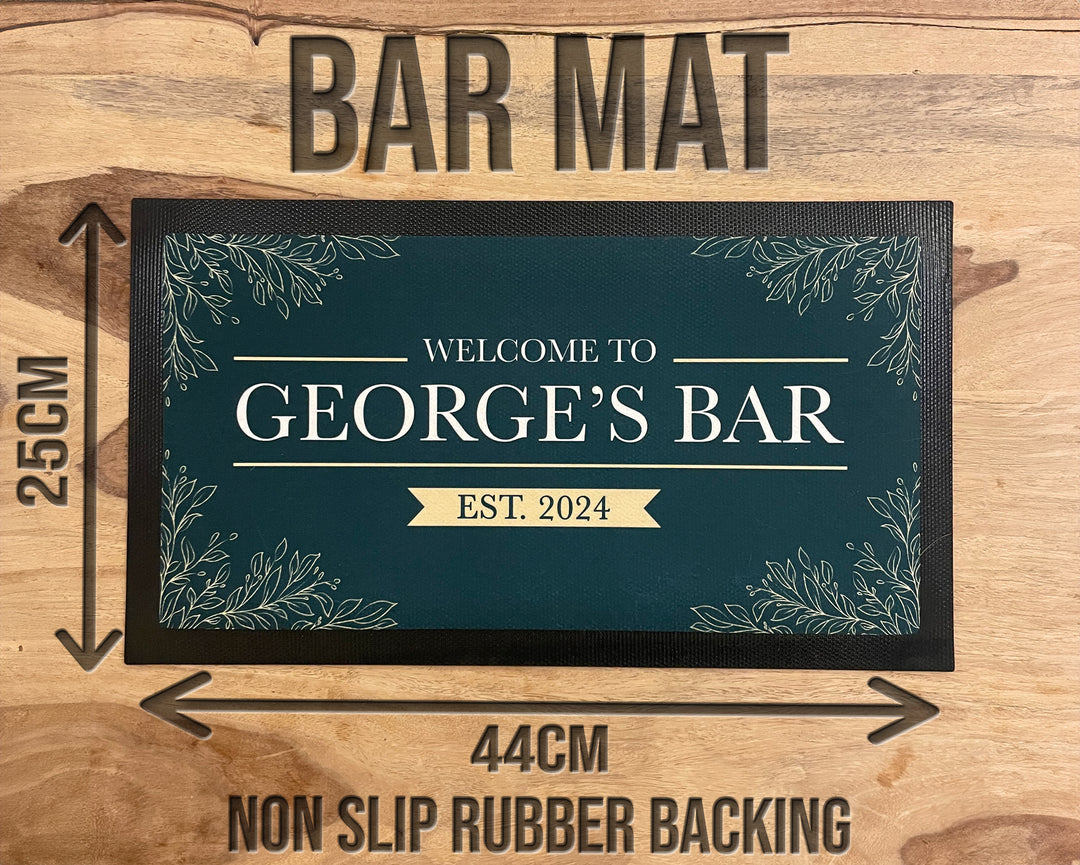 BAR MAT
25CM
WELCOME TO
GEORGE'S BAR
EST. 2024
44CM
NON SLIP RUBBER BACKING